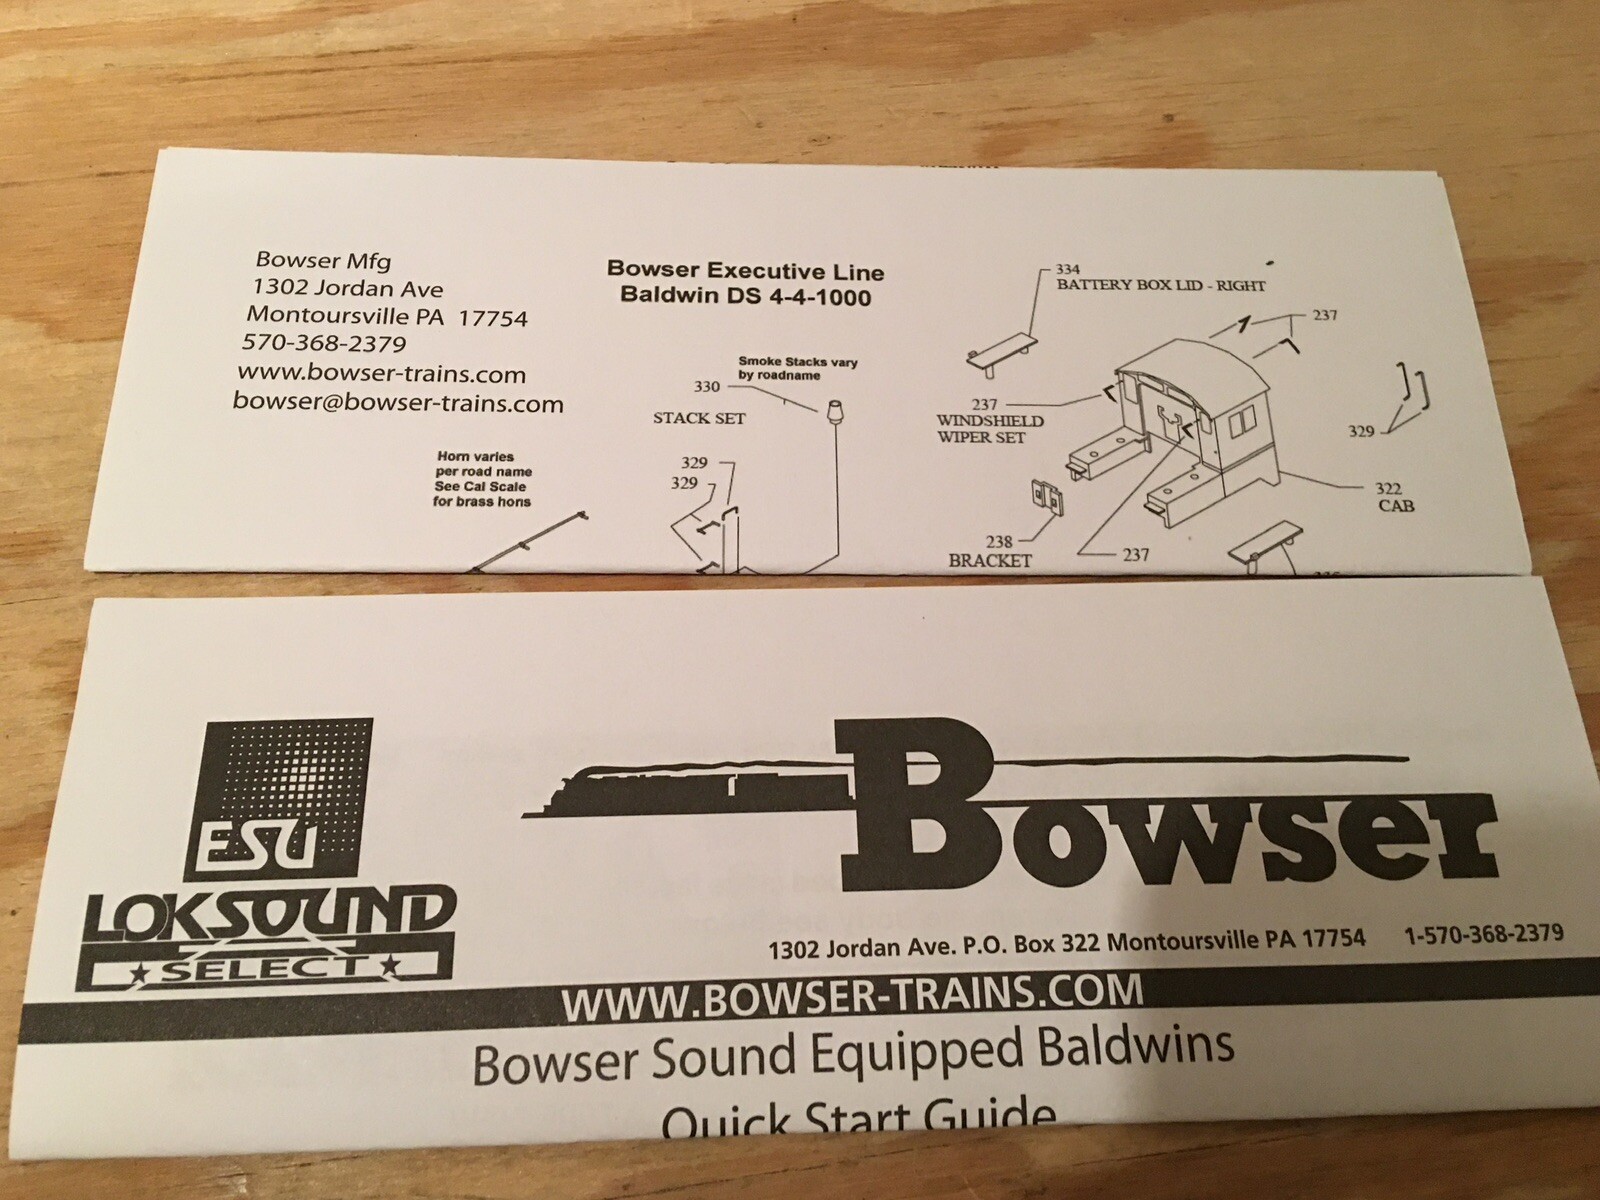 Bowser Mfg
1302 Jordan Ave
Montoursville PA 17754
570-368-2379
www.bowser-trains.com
bowser@bowser-trains.com
Bowser Executive Line
Baldwin DS 4-4-1000
Smoke Stacks vary
by roadname
330
STACK SET
Horn varies
per road name
See Cal Scale
for brass hons
329
329
334
BATTERY BOX LID - RIGHT
237
237
WINDSHIELD
WIPER SET
329
322
CAB
238
BRACKET
237
ESU
LOKSOUND
SELECT
Bowser
1302 Jordan Ave. P.O. Box 322 Montoursville PA 17754 1-570-368-2379
WWW.BOWSER-TRAINS.COM
Bowser Sound Equipped Baldwins
Quick Start Guide